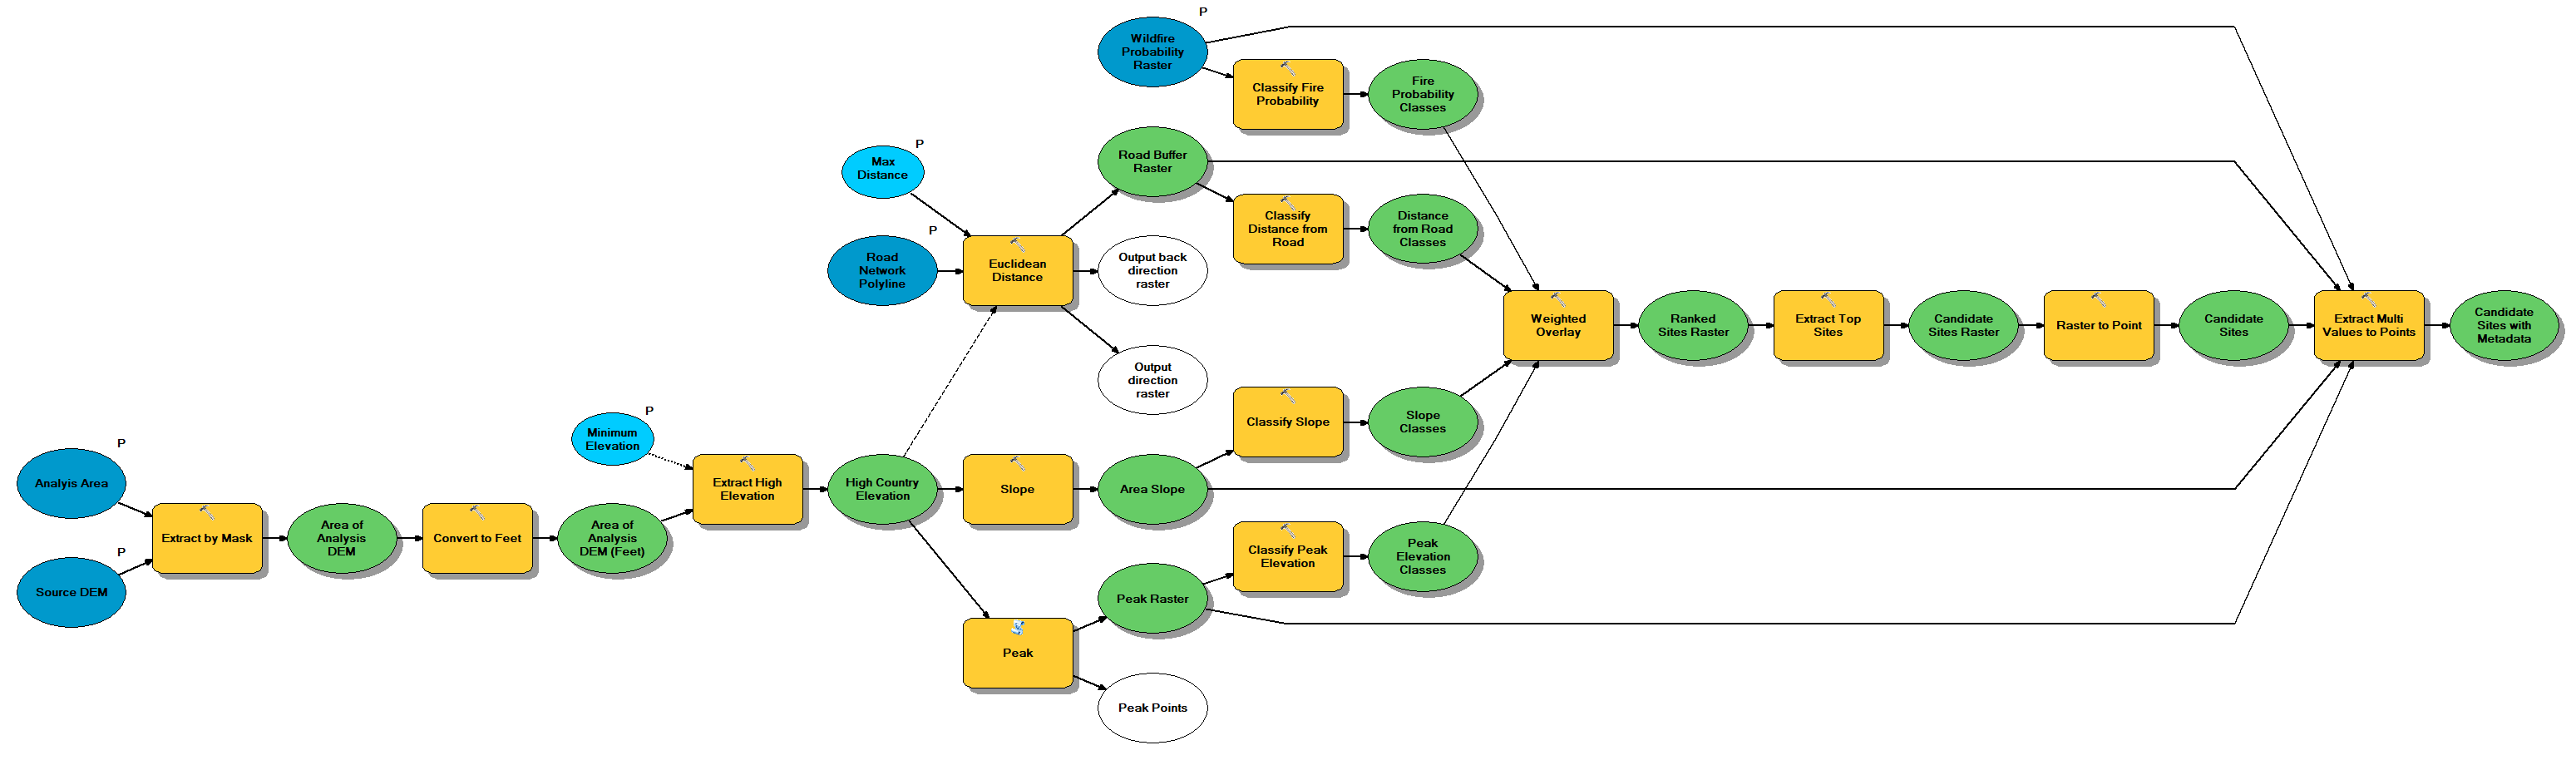 P
Wildfire
Probability
Raster
Classify Fire
Probability
Fire
Probability
Classes
P
Max
Distance
Road Buffer
Raster
P
Road
Network
Polyline
Euclidean
Distance
Output back
direction
raster
Output
direction
raster
Classify
Distance from
Road
Distance
from Road
Classes
Weighted
Overlay
Ranked
Sites Raster
Extract Top
Sites
Candidate
Sites Raster
Raster to Point
Candidate
Sites
Extract Multi
Values to Points
Candidate
Sites with
Metadata
P
Analyis Area
P
Source DEM
Extract by Mask
Area of
Analysis
DEM
Convert to Feet
Area of
Analysis
DEM (Feet)
P
Minimum
Elevation
Extract High
Elevation
High Country
Elevation
Slope
Area Slope
Classify Slope
Slope
Classes
Peak
Peak Raster
Peak Points
Classify Peak
Elevation
Peak
Elevation
Classes